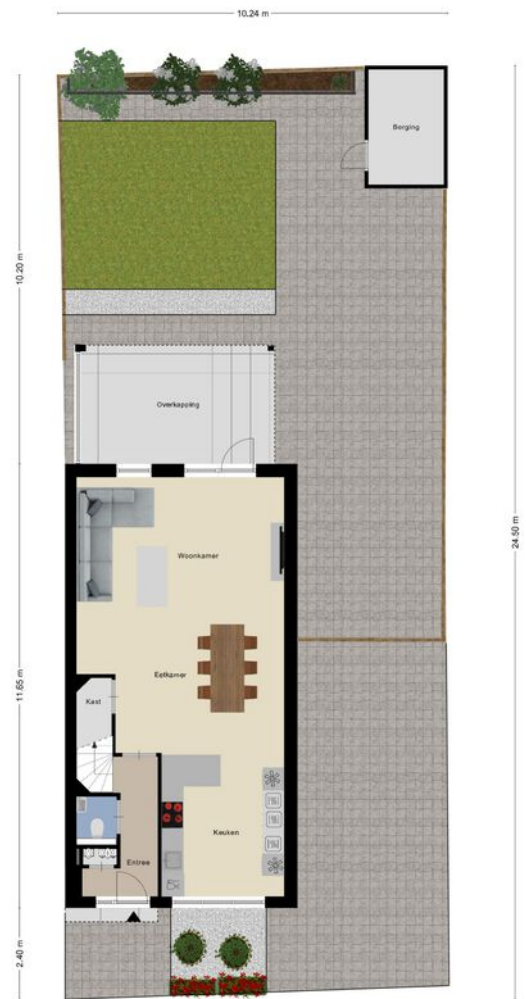 10.24 m
Berging
10.20 m
Overkapping
24.50 m
Woonkamer
11.65 m
Eetkamer
Kast
Keuken
Entree
2.40 m